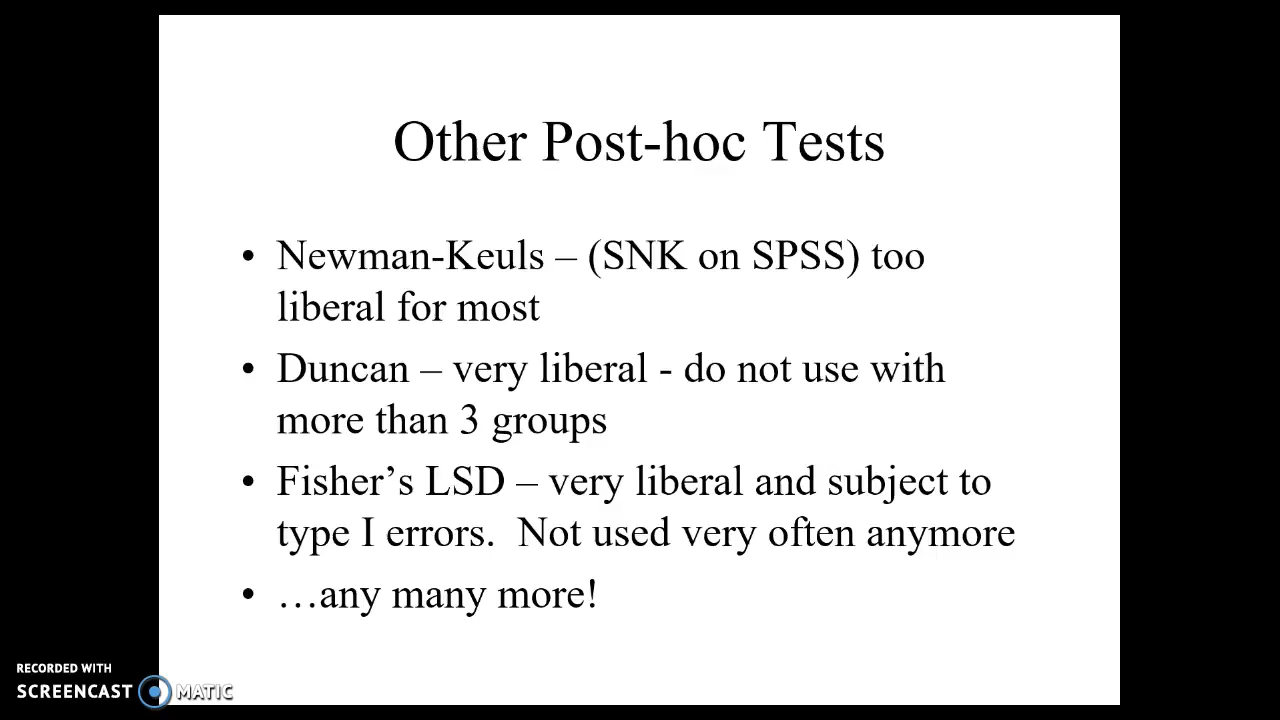 Other Post-hoc Tests
• Newman-Keuls – (SNK on SPSS) too
liberal for most
• Duncan – very liberal - do not use with
more than 3 groups
• Fisher’s LSD – very liberal and subject to
type I errors.  Not used very often anymore
• …any many more!
RECORDED WITH
SCREENCAST MATIC